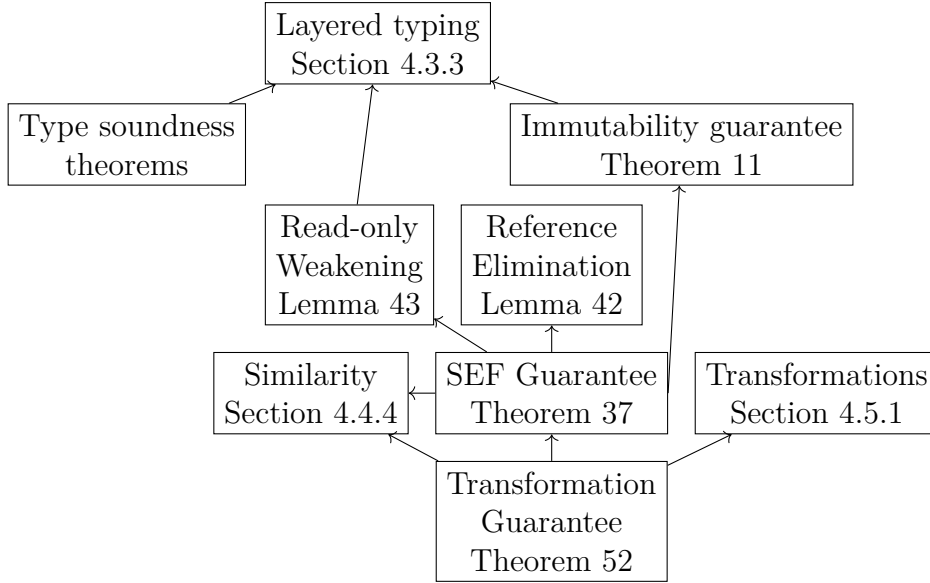 Layered typing
Section 4.3.3
Type soundness
theorems
Immutability guarantee
Theorem 11
Read-only
Weakening
Lemma 43
Reference
Elimination
Lemma 42
Similarity
Section 4.4.4
SEF Guarantee
Theorem 37
Transformations
Section 4.5.1
Transformation
Guarantee
Theorem 52